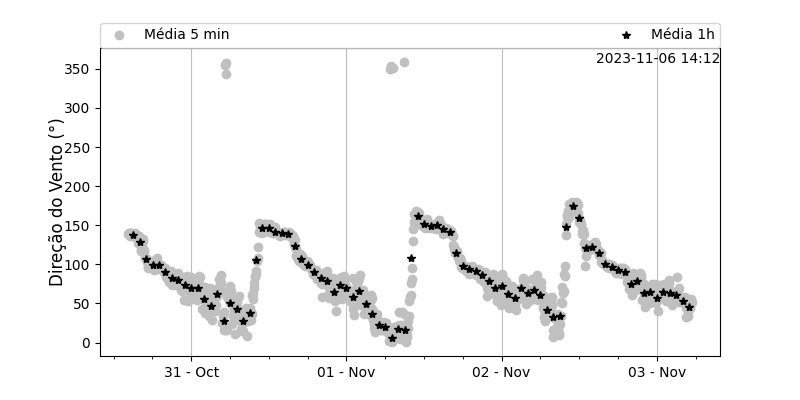 Média 5 min
Média 1h
2023-11-06 14:12
Direção do Vento (°)
350
300
250
200
150
100
50
0
31 - Oct
01 - Nov
02 - Nov
03 - Nov